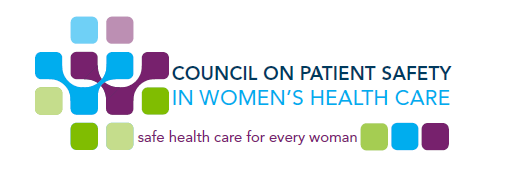 COUNCIL ON PATIENT SAFETY
IN WOMEN'S HEALTH CARE
safe health care for every woman